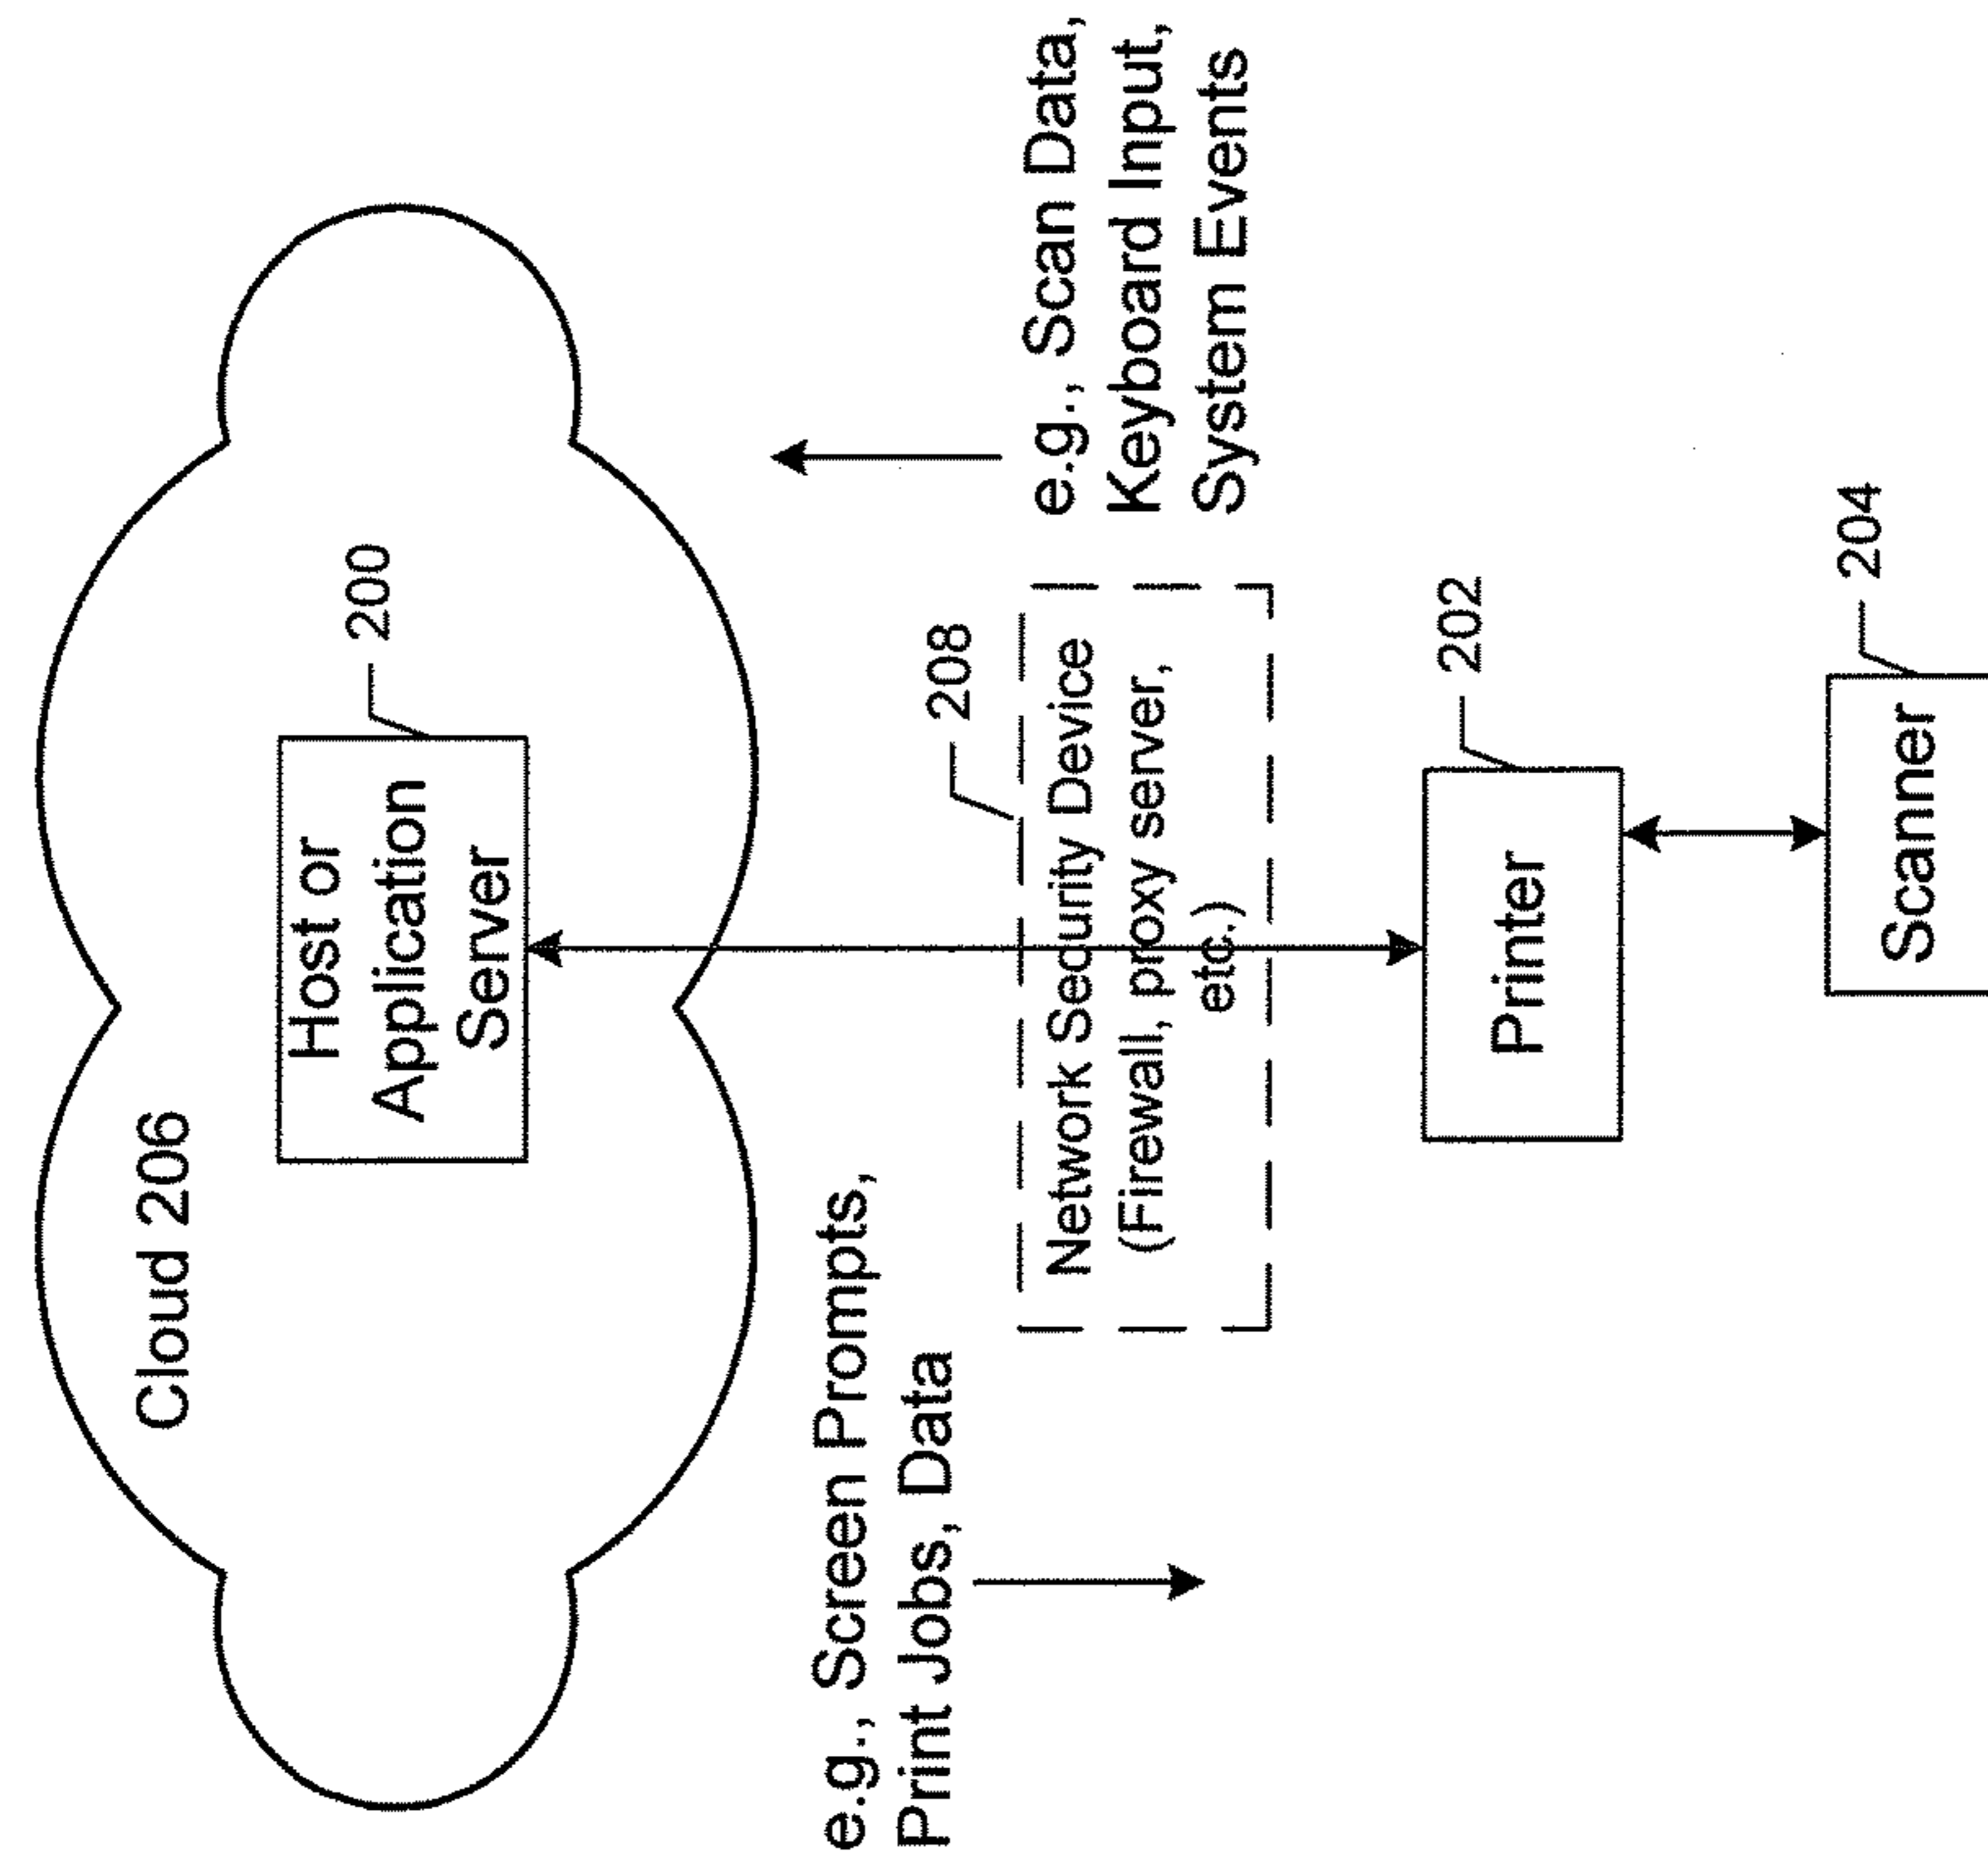 Cloud 206
Host or
Application
Server
200
e.g., Screen Prompts,
Print Jobs, Data
208
Network Security Device
(Firewall, proxy server,
etc.)
e.g., Scan Data,
Keyboard Input,
System Events
Printer
202
Scanner
204